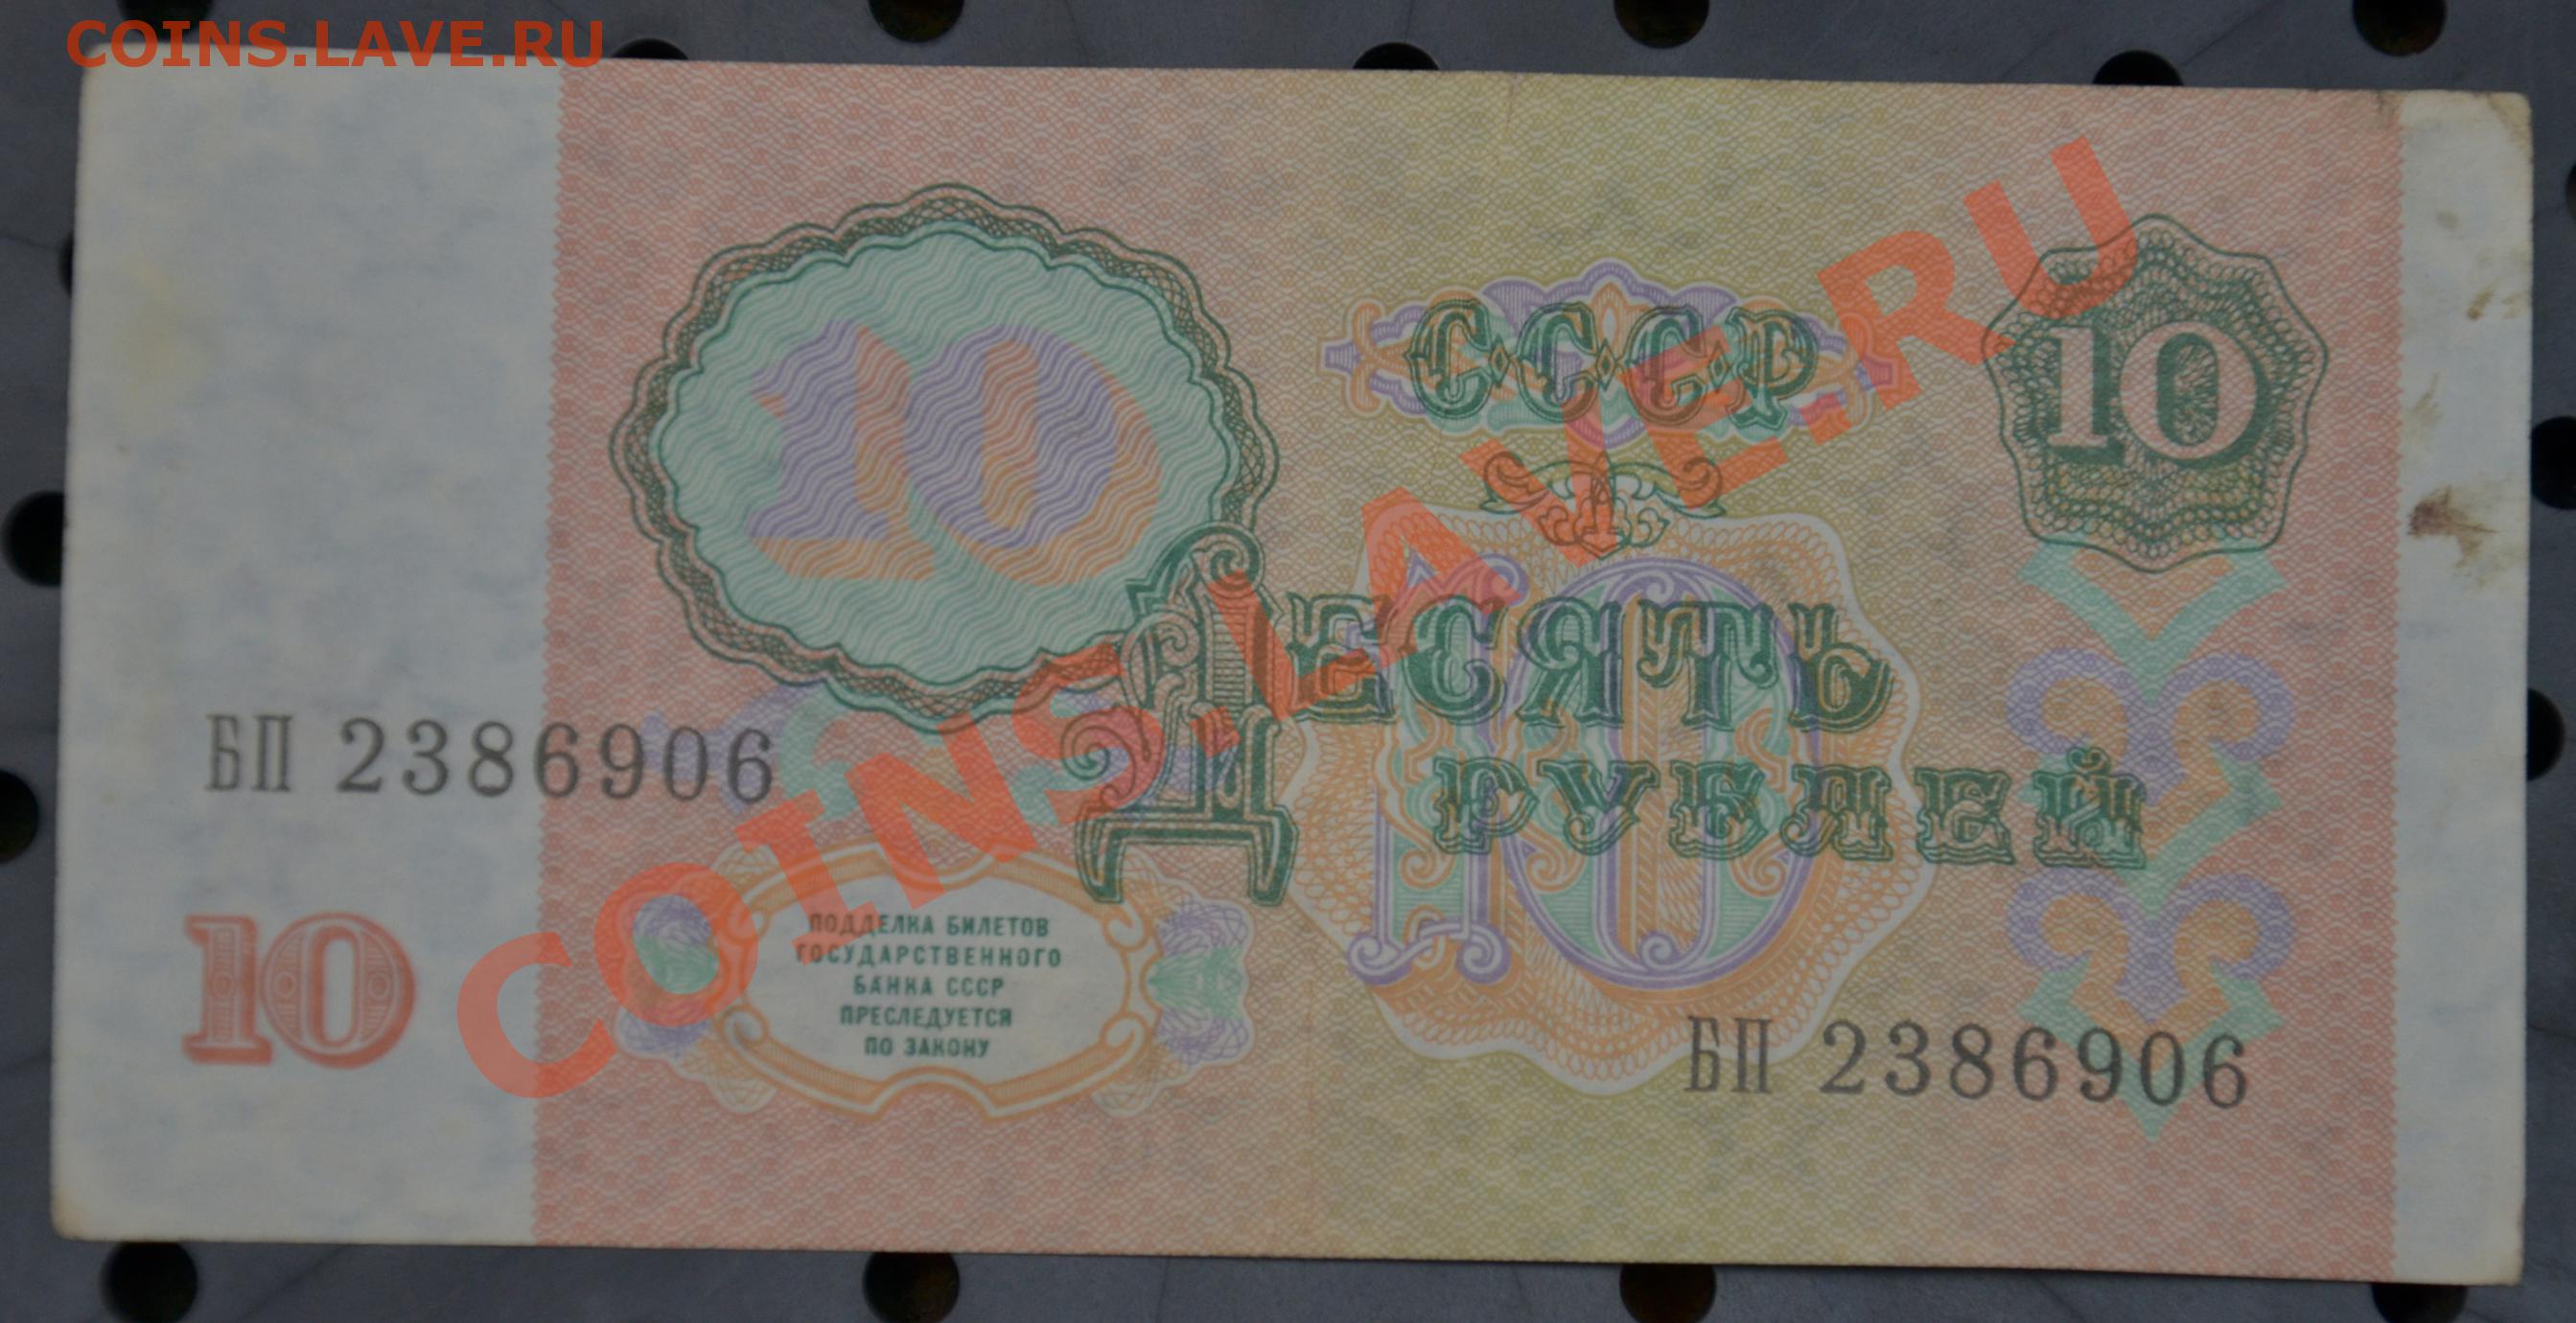 COINS.LAVE.RU
10
СССР
10
ДЕСЯТЬ
РУБЛЕЙ
10
БП 2386906
10
ПОДДЕЛКА БИЛЕТОВ
ГОСУДАРСТВЕННОГО
БАНКА СССР
ПРЕСЛЕДУЕТСЯ
ПО ЗАКОНУ
БП 2386906
COINS.LAVE.RU